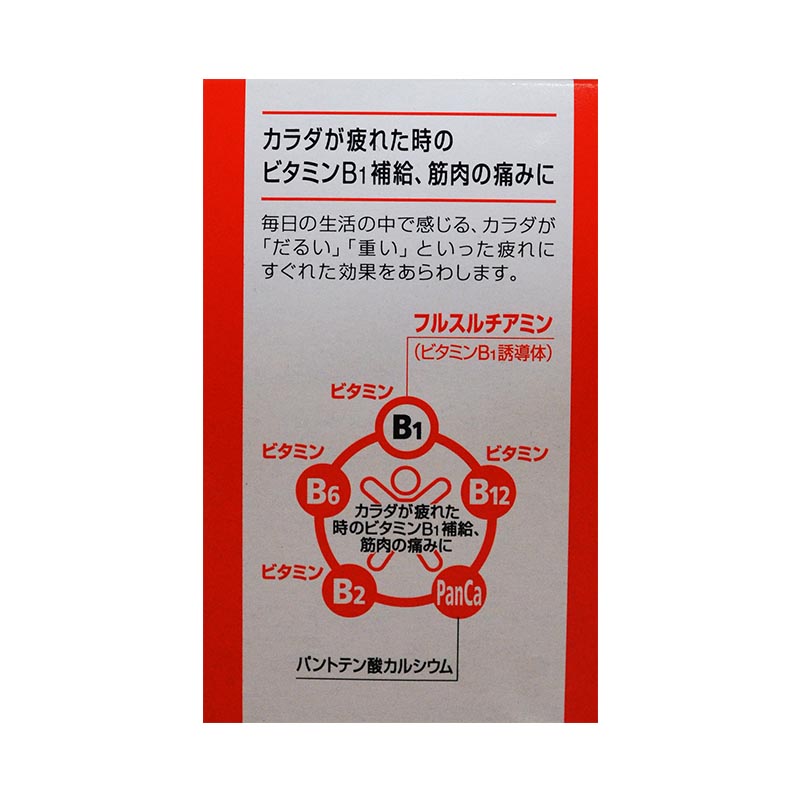 カラダが疲れた時の
ビタミンB1補給、筋肉の痛みに
毎日の生活の中で感じる、カラダが
「だるい」「重い」といった疲れに
すぐれた効果をあらわします。
フルスルチアミン
(ビタミンB1誘導体)
ビタミン
B1
ビタミン
B6
ビタミン
B12
カラダが疲れた
時のビタミンB1補給、
筋肉の痛みに
ビタミン
B2
PanCa
パントテン酸カルシウム